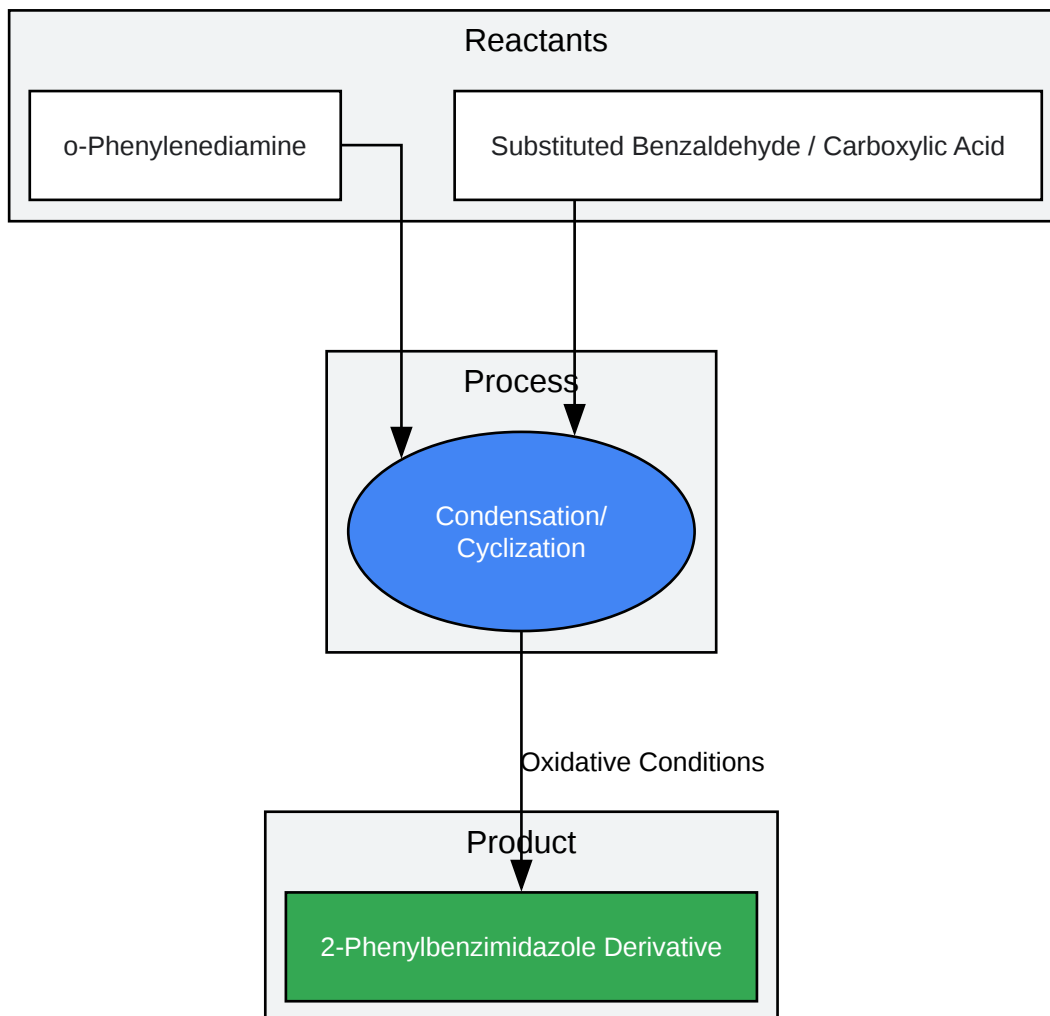 Reactants
o-Phenylenediamine
Substituted Benzaldehyde / Carboxylic Acid
Process
Condensation/
Cyclization
Oxidative Conditions
Product
2-Phenylbenzimidazole Derivative